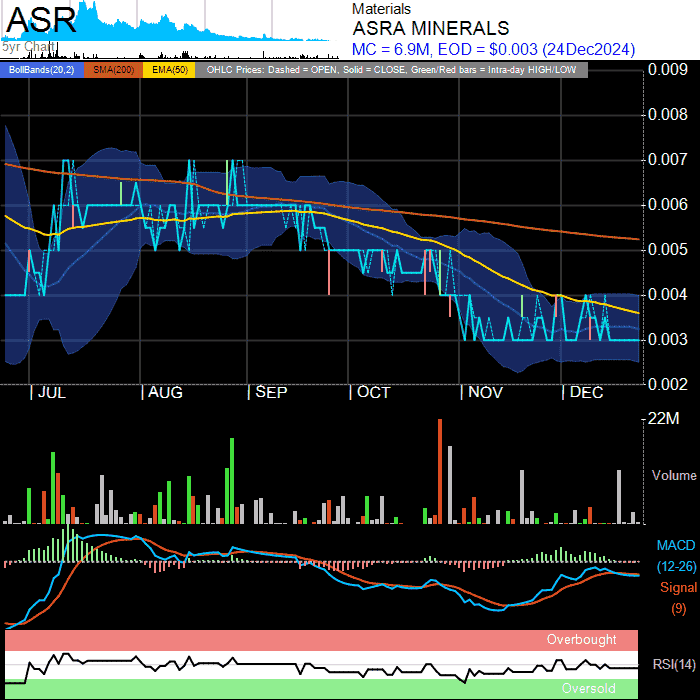 ASR
5yr Chart
Materials
ASRA MINERALS
MC = 6.9M, EOD = $0.003 (24Dec2024)
BollBands(20,2) SMA(200) EMA(50) OHLC Prices: Dashed = OPEN, Solid = CLOSE, Green/Red bars = Intra-day HIGH/LOW
0.009
0.008
0.007
0.006
0.005
0.004
0.003
0.002
JUL AUG SEP OCT NOV DEC
22M
Volume
MACD
(12-26)
Signal
(9)
Overbought
RSI(14)
Oversold